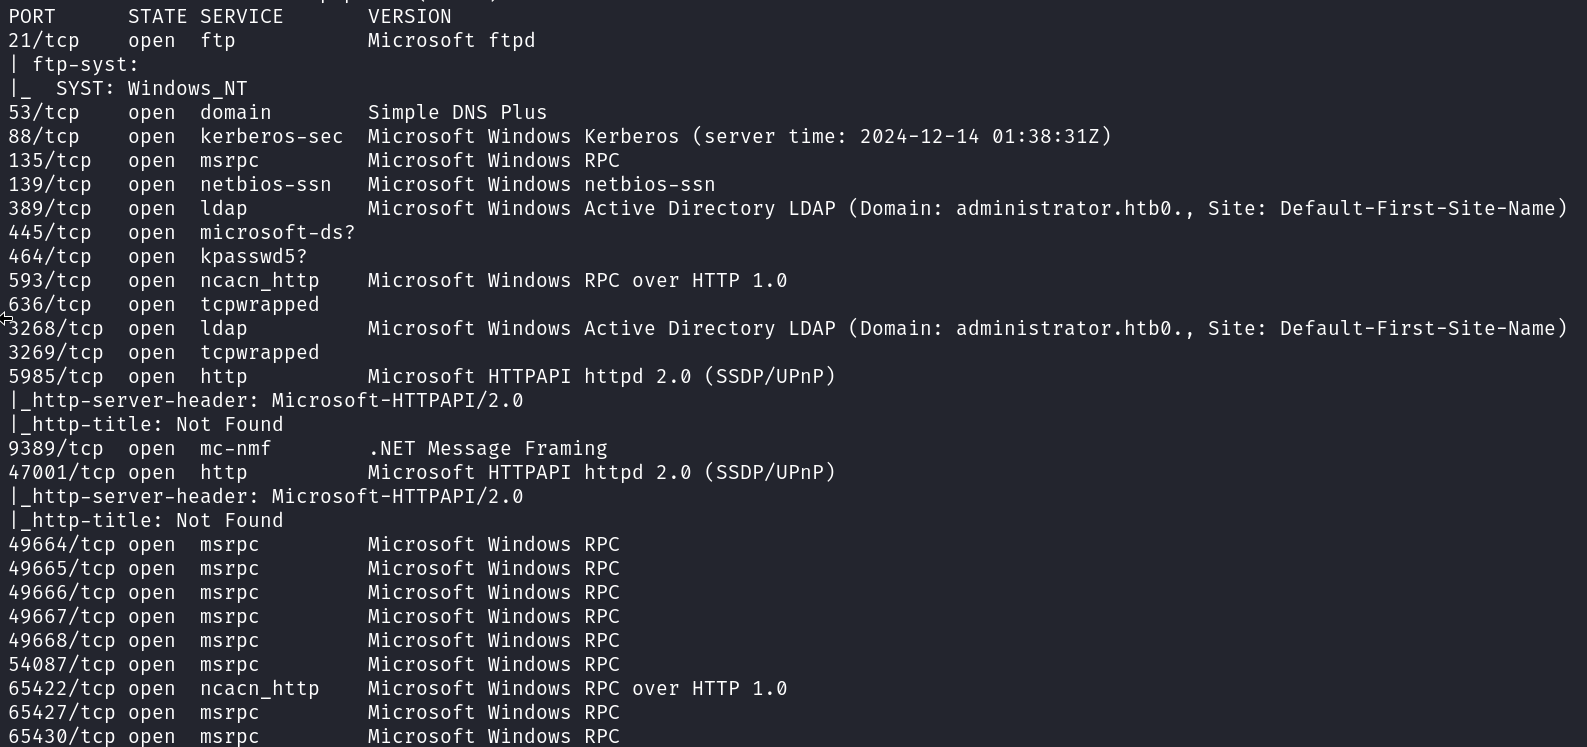 PORT      STATE SERVICE       VERSION
21/tcp    open  ftp           Microsoft ftpd
| ftp-syst:
|_  SYST: Windows_NT
53/tcp    open  domain        Simple DNS Plus
88/tcp    open  kerberos-sec  Microsoft Windows Kerberos (server time: 2024-12-14 01:38:31Z)
135/tcp   open  msrpc         Microsoft Windows RPC
139/tcp   open  netbios-ssn   Microsoft Windows netbios-ssn
389/tcp   open  ldap          Microsoft Windows Active Directory LDAP (Domain: administrator.htb0., Site: Default-First-Site-Name)
445/tcp   open  microsoft-ds?
464/tcp   open  kpasswd5?
593/tcp   open  ncacn_http    Microsoft Windows RPC over HTTP 1.0
636/tcp   open  tcpwrapped
3268/tcp  open  ldap          Microsoft Windows Active Directory LDAP (Domain: administrator.htb0., Site: Default-First-Site-Name)
3269/tcp  open  tcpwrapped
5985/tcp  open  http          Microsoft HTTPAPI httpd 2.0 (SSDP/UPnP)
|_http-server-header: Microsoft-HTTPAPI/2.0
|_http-title: Not Found
9389/tcp  open  mc-nmf        .NET Message Framing
47001/tcp open  http          Microsoft HTTPAPI httpd 2.0 (SSDP/UPnP)
|_http-server-header: Microsoft-HTTPAPI/2.0
|_http-title: Not Found
49664/tcp open  msrpc         Microsoft Windows RPC
49665/tcp open  msrpc         Microsoft Windows RPC
49666/tcp open  msrpc         Microsoft Windows RPC
49667/tcp open  msrpc         Microsoft Windows RPC
49668/tcp open  msrpc         Microsoft Windows RPC
54087/tcp open  msrpc         Microsoft Windows RPC
65422/tcp open  ncacn_http    Microsoft Windows RPC over HTTP 1.0
65427/tcp open  msrpc         Microsoft Windows RPC
65430/tcp open  msrpc         Microsoft Windows RPC